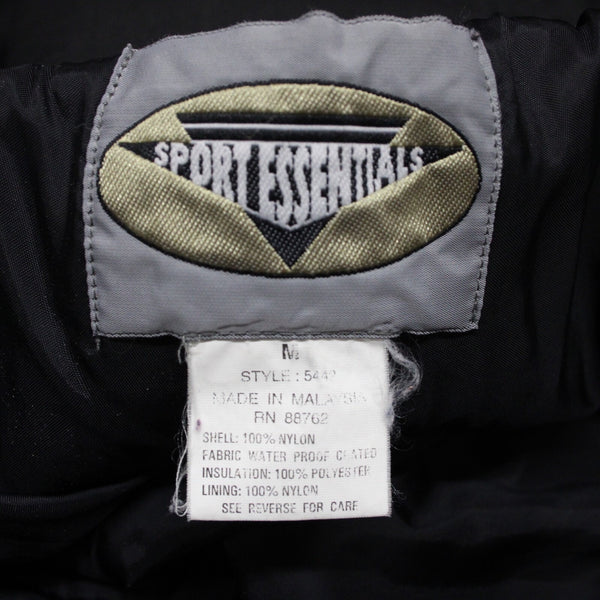 SPORT ESSENTIALS
M
STYLE:
MADE IN MALAYSIA
RN 88762
SHELL: 100% NYLON
FABRIC WATER PROOF COATED
INSULATION: 100% POLYESTER
LINING: 100% NYLON
SEE REVERSE FOR CARE